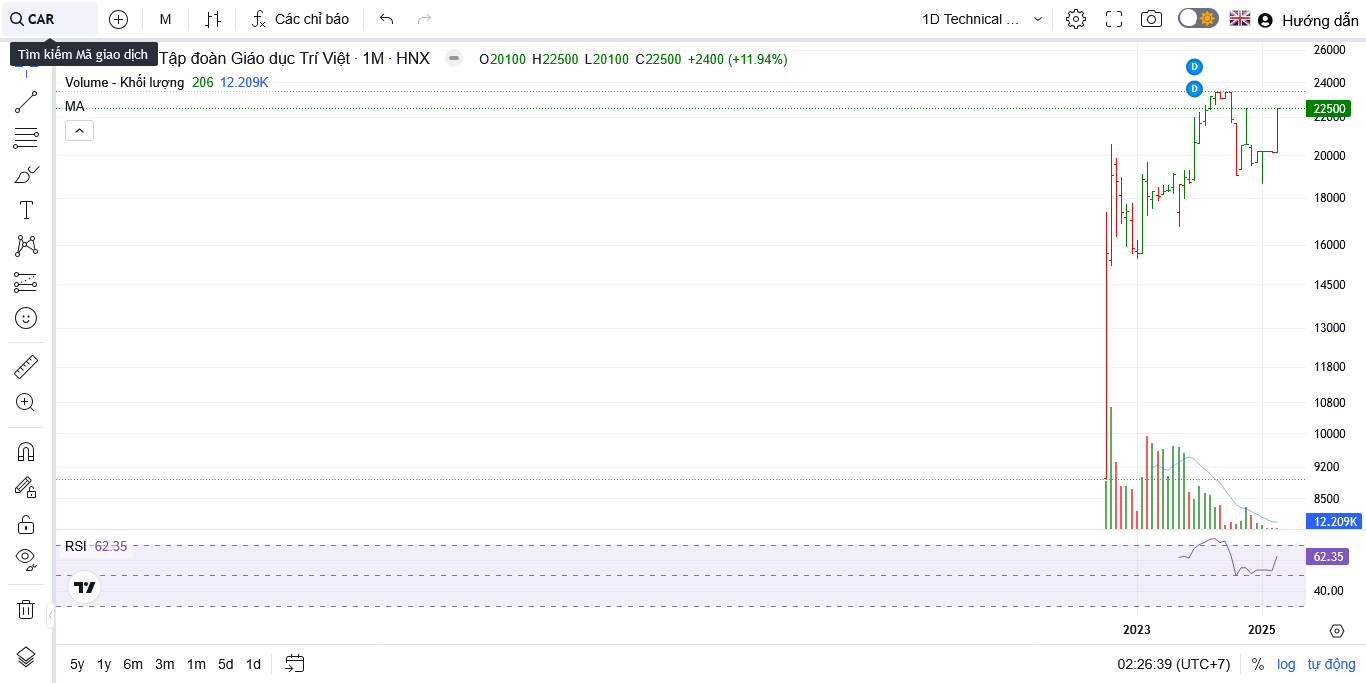 CAR
M
Các chỉ báo
1D Technical ...
Hướng dẫn
Tìm kiếm Mã giao dịch
Tập đoàn Giáo dục Trí Việt · 1M · HNX
O20100 H22500 L20100 C22500 +2400 (+11.94%)
Volume - Khối lượng 206 12.209K
MA
D
D
26000
24000
22500
22000
20000
18000
16000
14500
13000
11800
10800
10000
9200
8500
12.209K
RSI 62.35
62.35
40.00
2023
2025
5y 1y 6m 3m 1m 5d 1d
02:26:39 (UTC+7)
%
log
tự động